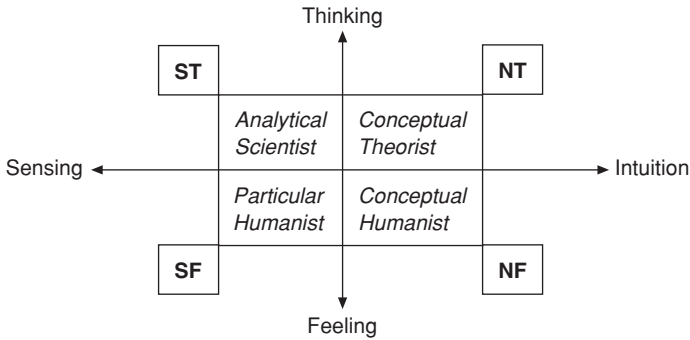 Thinking
ST
NT
Analytical
Scientist
Conceptual
Theorist
Sensing
Intuition
Particular
Humanist
Conceptual
Humanist
SF
NF
Feeling